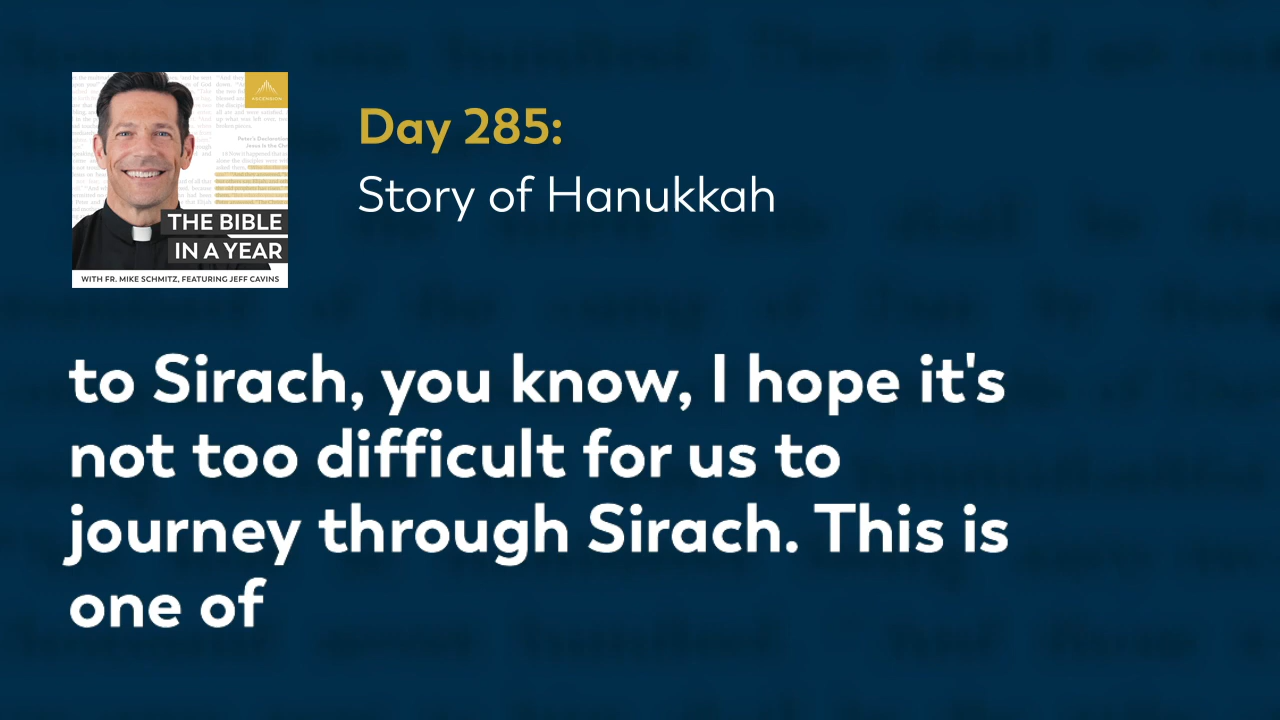 ASCENSION
THE BIBLE
IN A YEAR
WITH FR. MIKE SCHMITZ, FEATURING JEFF CAVINS
Day 285:
Story of Hanukkah
to Sirach, you know, I hope it's
not too difficult for us to
journey through Sirach. This is
one of